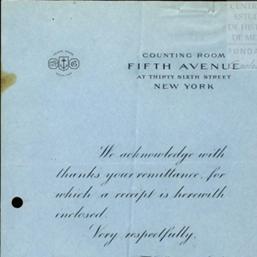 COUNTING ROOM
FIFTH AVENUE
AT THIRTY SIXTH STREET
NEW YORK
We acknowledge with
thanks your remittance, for
which a receipt is herewith
enclosed.
Very respectfully,